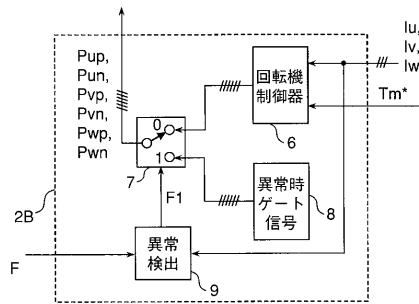 Pup,
Pun,
Pvp,
Pvn,
Pwp,
Pwn
Iu,
Iv,
Iw
Tm*
回転機
制御器
6
0
1
7
F1
異常時
ゲート
信号
8
2B
F
異常
検出
9